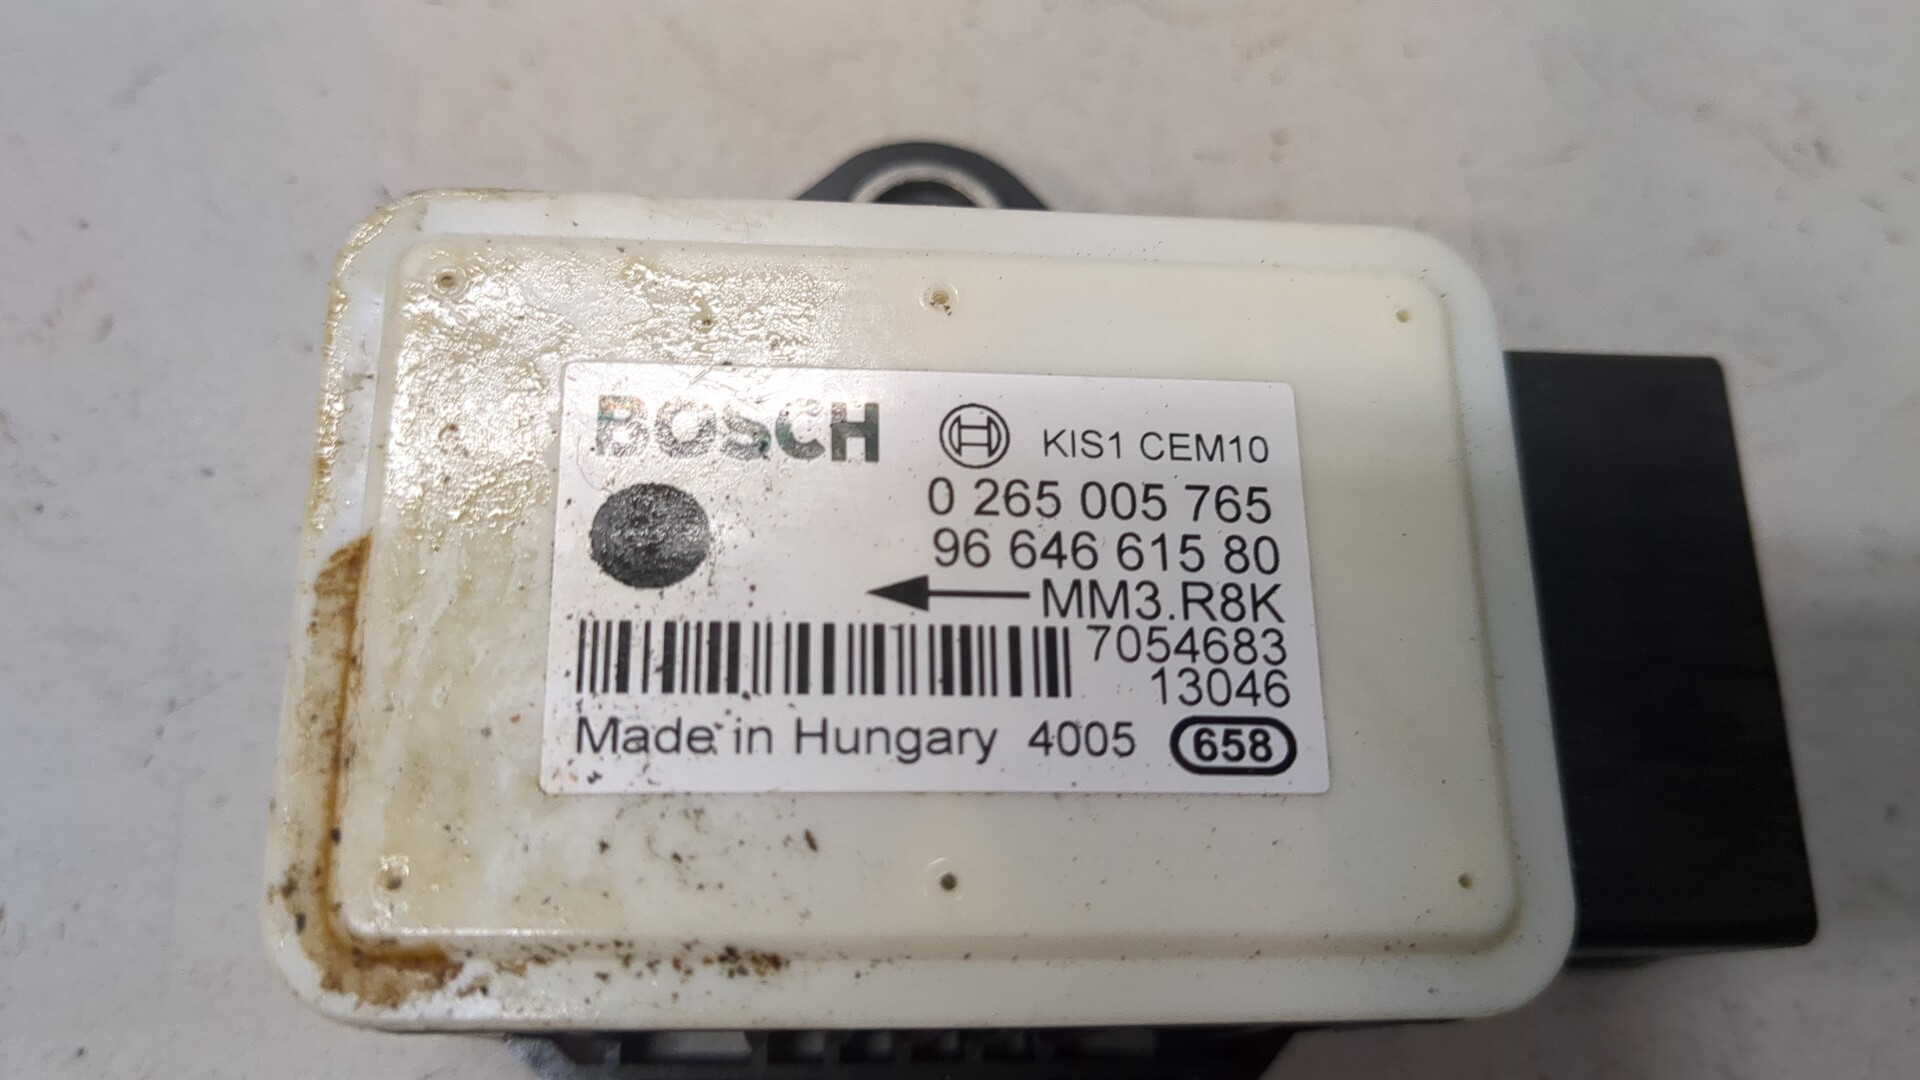 BOSCH KIS1 CEM10
0 265 005 765
96 646 615 80
MM3.R8K
7054683
13046
Made in Hungary 4005 658